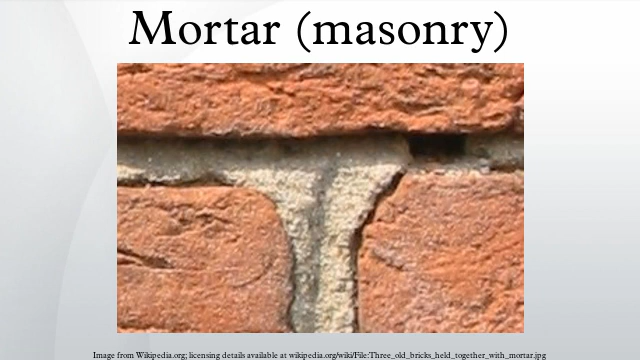 Mortar (masonry)
Image from Wikipedia.org; licensing details available at wikipedia.org/wiki/File:Three_old_bricks_held_together_with_mortar.jpg